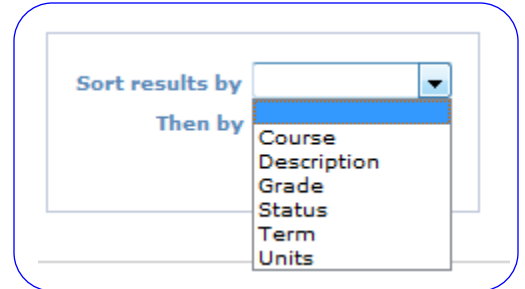 Sort results by
Then by
Course
Description
Grade
Status
Term
Units